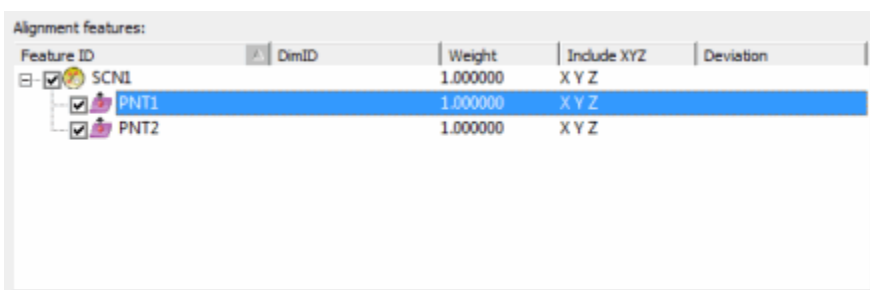 Alignment features:
Feature ID DimID Weight Include XYZ Deviation
SCN1 1.000000 X Y Z
PNT1 1.000000 X Y Z
PNT2 1.000000 X Y Z